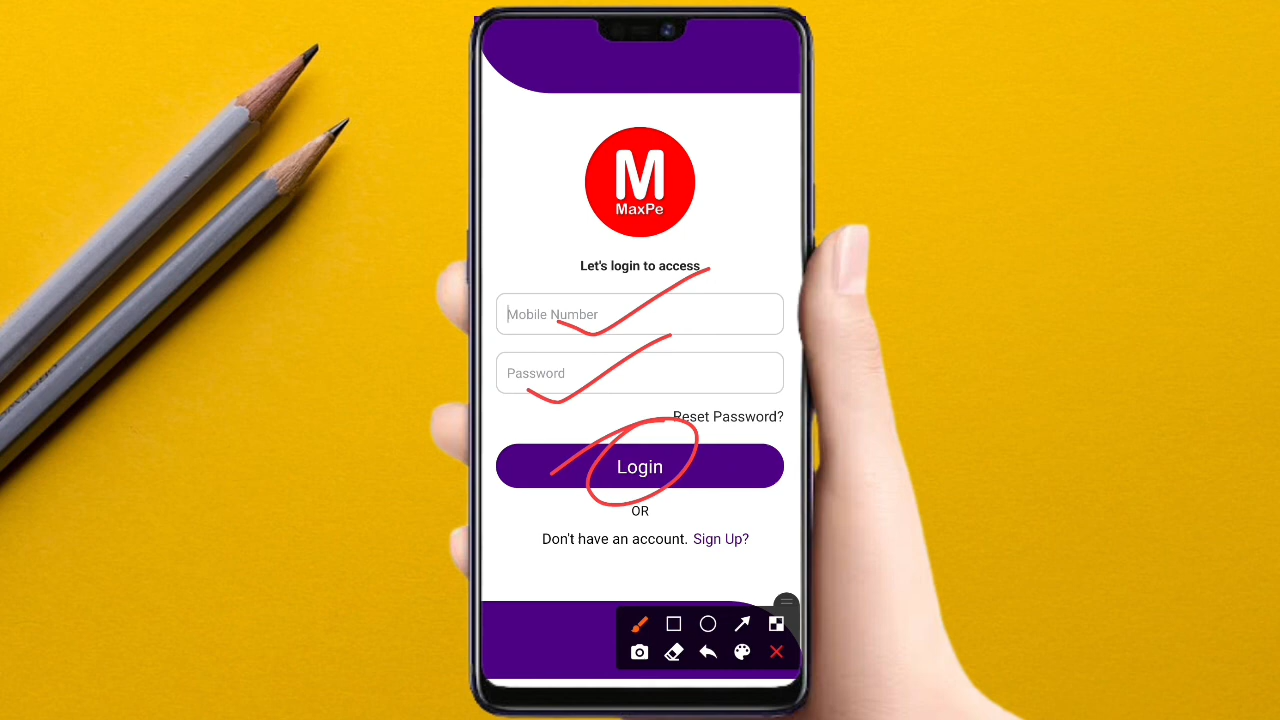 M
MaxPe
Let's login to access
Mobile Number
Password
Reset Password?
Login
OR
Don't have an account. Sign Up?